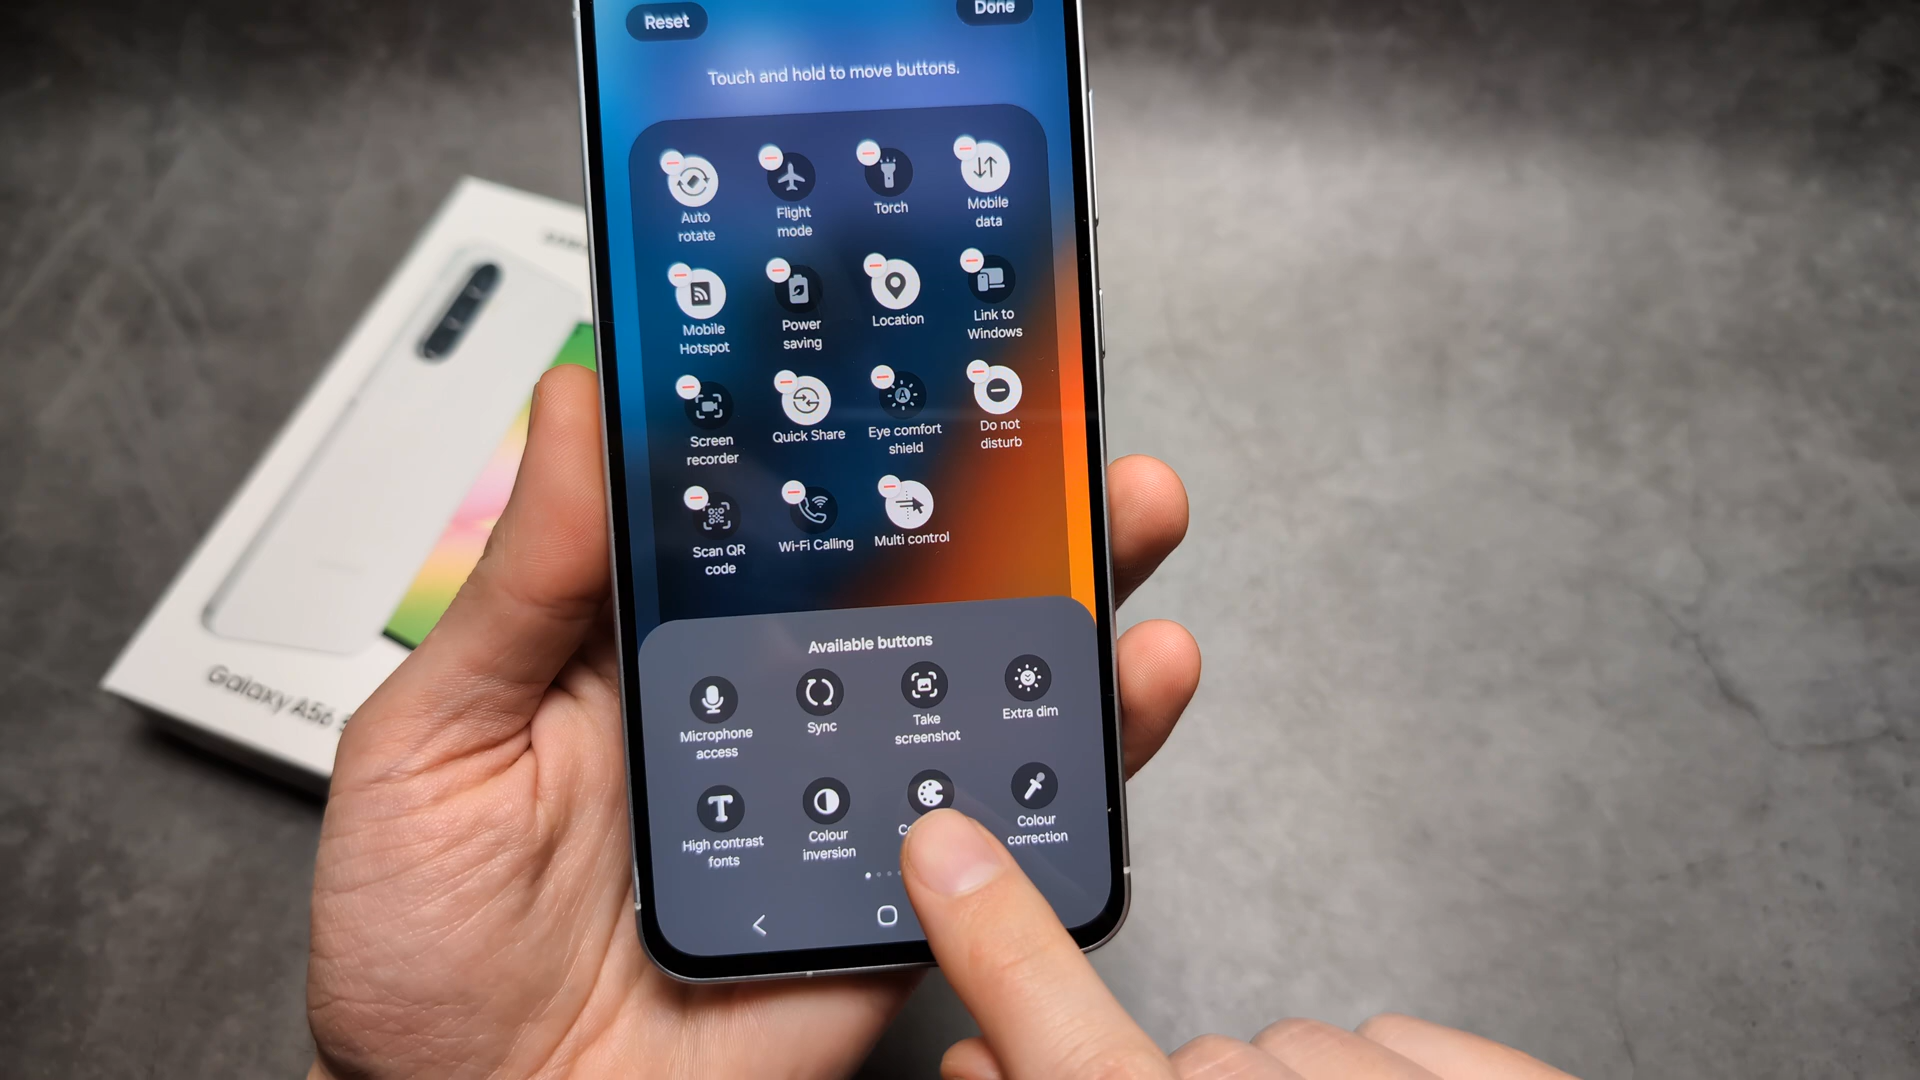 Reset
Done
Touch and hold to move buttons.
Auto
rotate
Flight
mode
Torch
Mobile
data
Mobile
Hotspot
Power
saving
Location
Link to
Windows
Screen
recorder
Quick Share
Eye comfort
shield
Do not
disturb
Scan QR
code
Wi-Fi Calling
Multi control
Available buttons
Microphone
access
Sync
Take
screenshot
Extra dim
High contrast
fonts
Colour
inversion
Colour
correction
Galaxy A56